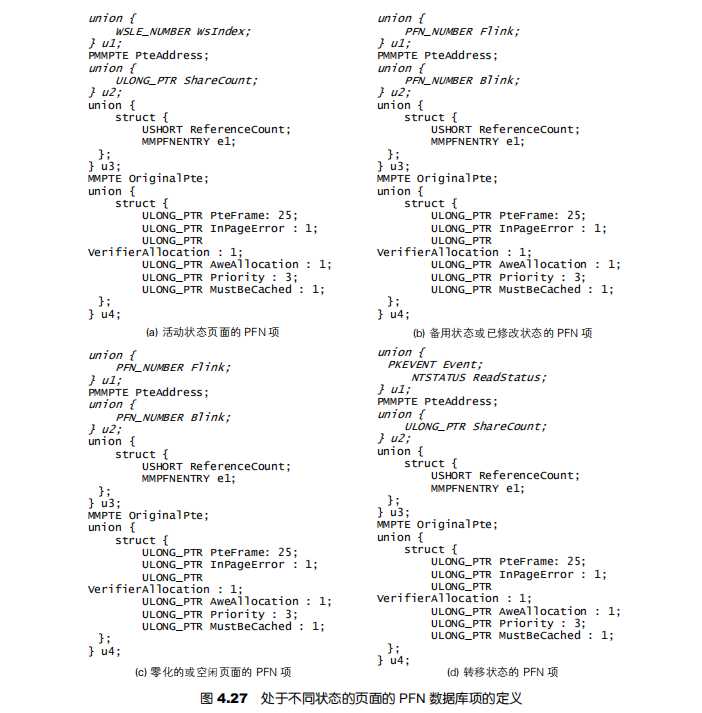 union {
WSLE_NUMBER WsIndex;
} u1;
PMMPTE PteAddress;
union {
ULONG_PTR ShareCount;
} u2;
union {
struct {
USHORT ReferenceCount;
MMPFNENTRY e1;
};
} u3;
MMPTE OriginalPte;
union {
struct {
ULONG_PTR PteFrame: 25;
ULONG_PTR InPageError : 1;
ULONG_PTR
VerifierAllocation : 1;
ULONG_PTR AweAllocation : 1;
ULONG_PTR Priority : 3;
ULONG_PTR MustBeCached : 1;
};
} u4;
(a) 活动状态页面的 PFN 项
union {
PFN_NUMBER Flink;
} u1;
PMMPTE PteAddress;
union {
PFN_NUMBER Blink;
} u2;
union {
struct {
USHORT ReferenceCount;
MMPFNENTRY e1;
};
} u3;
MMPTE OriginalPte;
union {
struct {
ULONG_PTR PteFrame: 25;
ULONG_PTR InPageError : 1;
ULONG_PTR
VerifierAllocation : 1;
ULONG_PTR AweAllocation : 1;
ULONG_PTR Priority : 3;
ULONG_PTR MustBeCached : 1;
};
} u4;
(b) 备用状态或已修改状态的 PFN 项
union {
PFN_NUMBER Flink;
} u1;
PMMPTE PteAddress;
union {
PFN_NUMBER Blink;
} u2;
union {
struct {
USHORT ReferenceCount;
MMPFNENTRY e1;
};
} u3;
MMPTE OriginalPte;
union {
struct {
ULONG_PTR PteFrame: 25;
ULONG_PTR InPageError : 1;
ULONG_PTR
VerifierAllocation : 1;
ULONG_PTR AweAllocation : 1;
ULONG_PTR Priority : 3;
ULONG_PTR MustBeCached : 1;
};
} u4;
(c) 零化的或空闲页面的 PFN 项
union {
PKEVENT Event;
NTSTATUS ReadStatus;
} u1;
PMMPTE PteAddress;
union {
ULONG_PTR ShareCount;
} u2;
union {
struct {
USHORT ReferenceCount;
MMPFNENTRY e1;
};
} u3;
MMPTE OriginalPte;
union {
struct {
ULONG_PTR PteFrame: 25;
ULONG_PTR InPageError : 1;
ULONG_PTR
VerifierAllocation : 1;
ULONG_PTR AweAllocation : 1;
ULONG_PTR Priority : 3;
ULONG_PTR MustBeCached : 1;
};
} u4;
(d) 转移状态的 PFN 项
图 4.27 处于不同状态的页面的 PFN 数据库项的定义